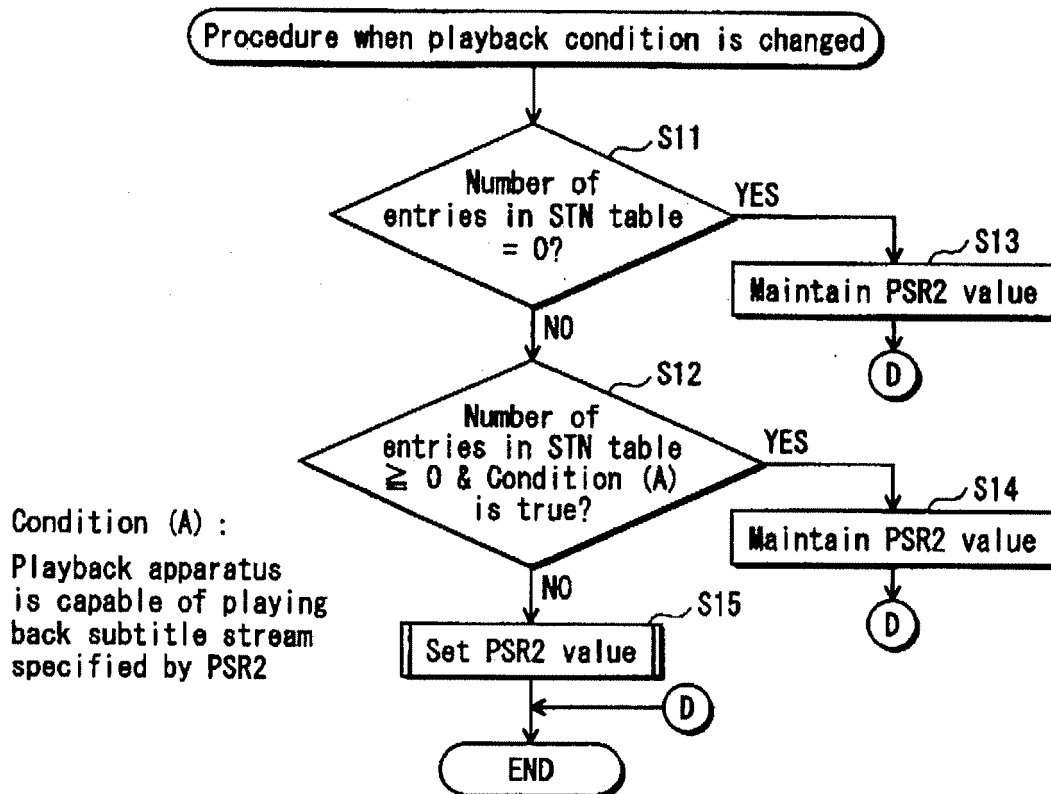 Procedure when playback condition is changed
S11
Number of
entries in STN table
= 0?
YES
S13
Maintain PSR2 value
D
NO
S12
Number of
entries in STN table
≧ 0 & Condition (A)
is true?
YES
S14
Maintain PSR2 value
D
NO
Condition (A) :
Playback apparatus
is capable of playing
back subtitle stream
specified by PSR2
S15
Set PSR2 value
D
END